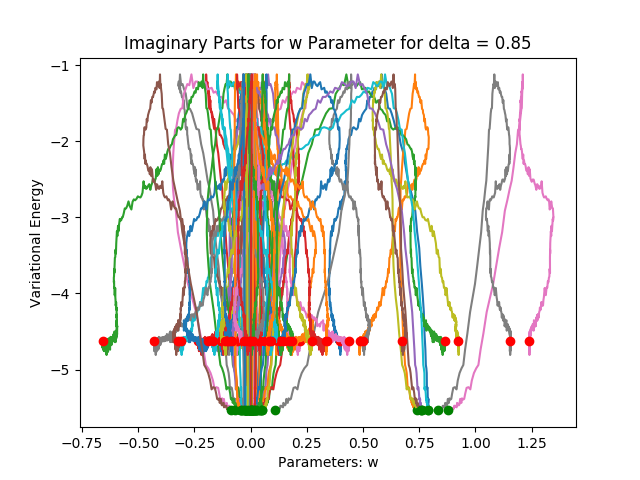 Imaginary Parts for w Parameter for delta = 0.85
−1
−2
−3
−4
−5
Variational Energy
−0.75 −0.50 −0.25 0.00 0.25 0.50 0.75 1.00 1.25
Parameters: w